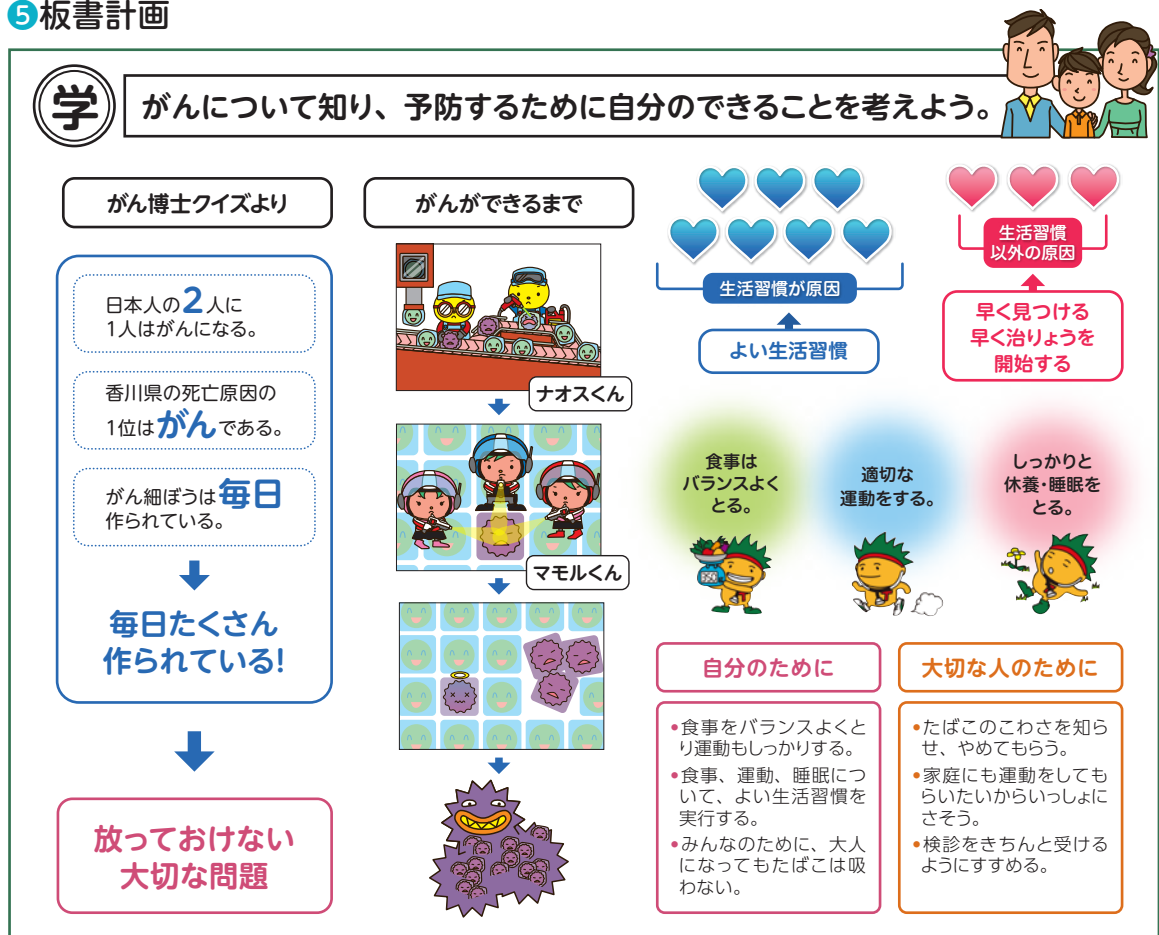 ❺板書計画
学
がんについて知り、予防するために自分のできることを考えよう。
がん博士クイズより
日本人の2人に
1人はがんになる。
香川県の死亡原因の
1位はがんである。
がん細ぼうは毎日
作られている。
毎日たくさん
作られている!
放っておけない
大切な問題
がんができるまで
ナオスくん
マモルくん
生活習慣が原因
よい生活習慣
生活習慣
以外の原因
早く見つける
早く治りょうを
開始する
食事は
バランスよく
とる。
350
適切な
運動をする。
しっかりと
休養・睡眠を
とる。
自分のために
•食事をバランスよくと
り運動もしっかりする。
•食事、運動、睡眠につ
いて、よい生活習慣を
実行する。
•みんなのために、大人
になってもたばこは吸
わない。
大切な人のために
•たばこのこわさを知ら
せ、やめてもらう。
•家庭にも運動をしても
らいたいからいっしょに
さそう。
•検診をきちんと受ける
ようにすすめる。